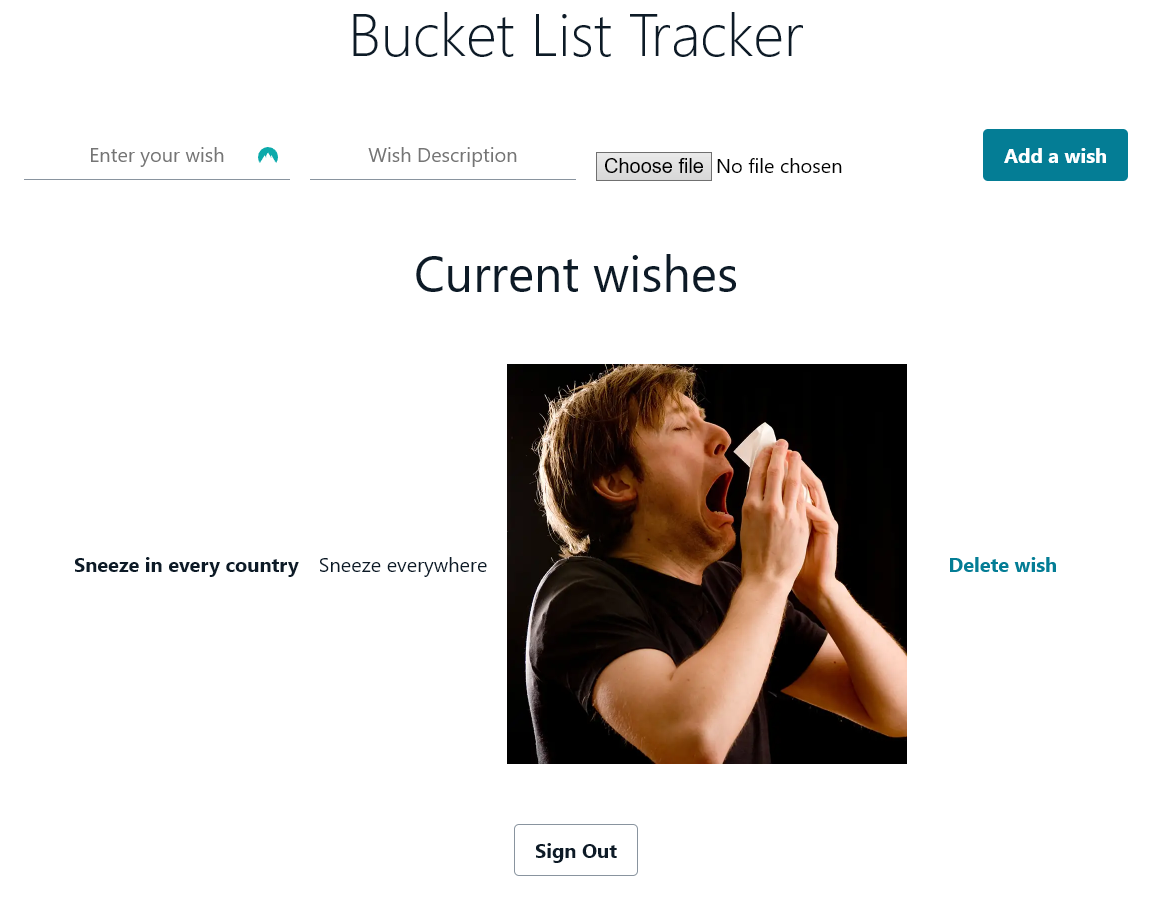 Bucket List Tracker
Enter your wish
Wish Description
Choose file No file chosen
Add a wish
Current wishes
Sneeze in every country
Sneeze everywhere
Delete wish
Sign Out